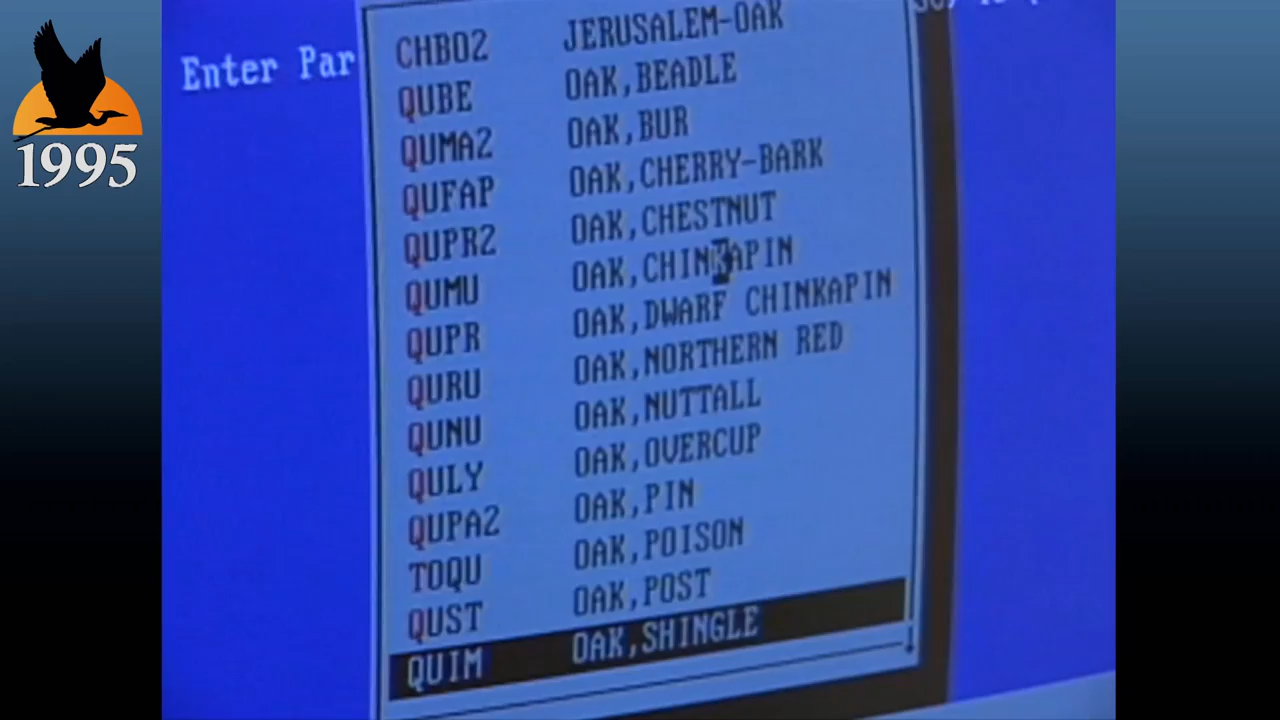 1995
Enter Par
CHBO2 JERUSALEM-OAK
QUBE OAK,BEADLE
QUMA2 OAK,BUR
QUFAP OAK,CHERRY-BARK
QUPR2 OAK,CHESTNUT
QUMU OAK,CHINKAPIN
QUPR OAK,DWARF CHINKAPIN
QURU OAK,NORTHERN RED
QUNU OAK,NUTTALL
QULY OAK,OVERCUP
QUPA2 OAK,PIN
TOQU OAK,POISON
QUST OAK,POST
QUIM OAK,SHINGLE